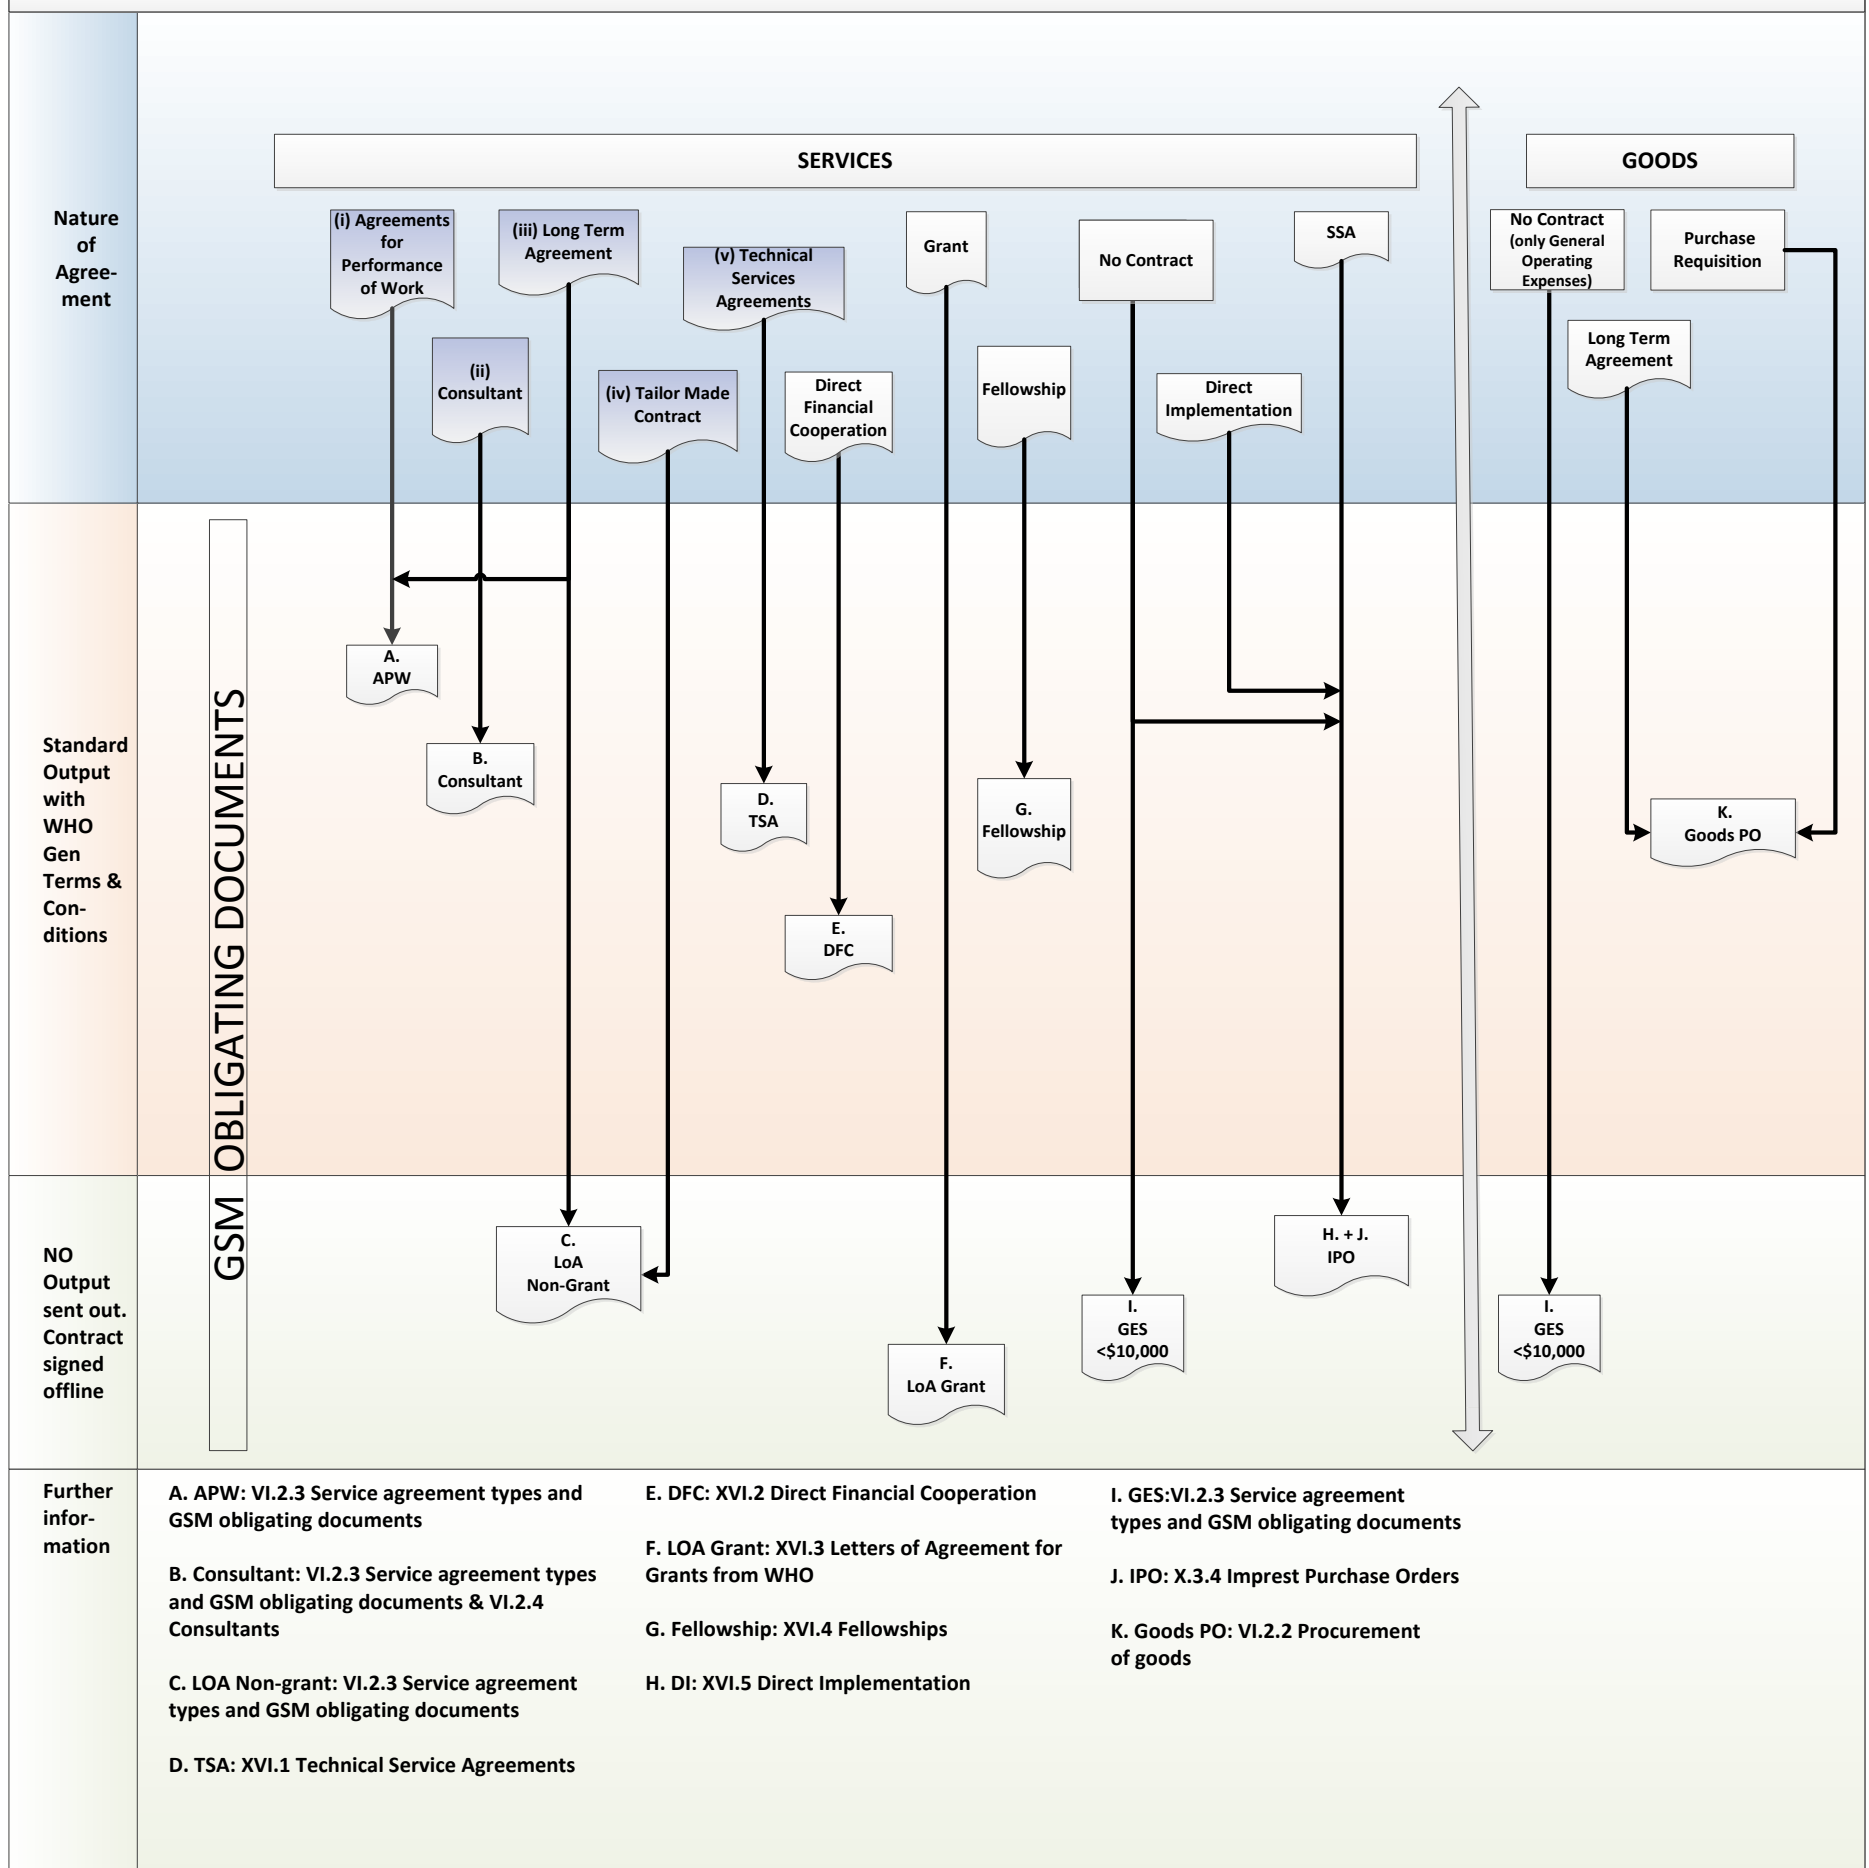 SERVICES
GOODS
Nature
of
Agree-
ment
(i) Agreements
for
Performance
of Work
(iii) Long Term
Agreement
(v) Technical
Services
Agreements
Grant
No Contract
SSA
No Contract
(only General
Operating
Expenses)
Purchase
Requisition
(ii)
Consultant
(iv) Tailor Made
Contract
Direct
Financial
Cooperation
Fellowship
Direct
Implementation
Long Term
Agreement
GSM OBLIGATING DOCUMENTS
Standard
Output
with
WHO
Gen
Terms &
Con-
ditions
A.
APW
B.
Consultant
D.
TSA
E.
DFC
G.
Fellowship
K.
Goods PO
NO
Output
sent out.
Contract
signed
offline
C.
LoA
Non-Grant
F.
LoA Grant
I.
GES
<$10,000
H. + J.
IPO
I.
GES
<$10,000
Further
infor-
mation
A. APW: VI.2.3 Service agreement types and
GSM obligating documents
B. Consultant: VI.2.3 Service agreement types
and GSM obligating documents & VI.2.4
Consultants
C. LOA Non-grant: VI.2.3 Service agreement
types and GSM obligating documents
D. TSA: XVI.1 Technical Service Agreements
E. DFC: XVI.2 Direct Financial Cooperation
F. LOA Grant: XVI.3 Letters of Agreement for
Grants from WHO
G. Fellowship: XVI.4 Fellowships
H. DI: XVI.5 Direct Implementation
I. GES:VI.2.3 Service agreement
types and GSM obligating documents
J. IPO: X.3.4 Imprest Purchase Orders
K. Goods PO: VI.2.2 Procurement
of goods